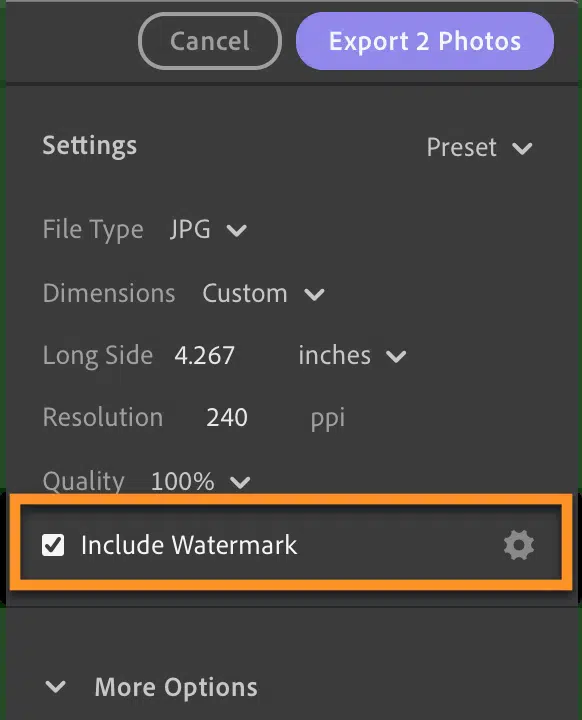 Cancel Export 2 Photos
Settings Preset
File Type JPG
Dimensions Custom
Long Side 4.267 inches
Resolution 240 ppi
Quality 100%
Include Watermark
More Options